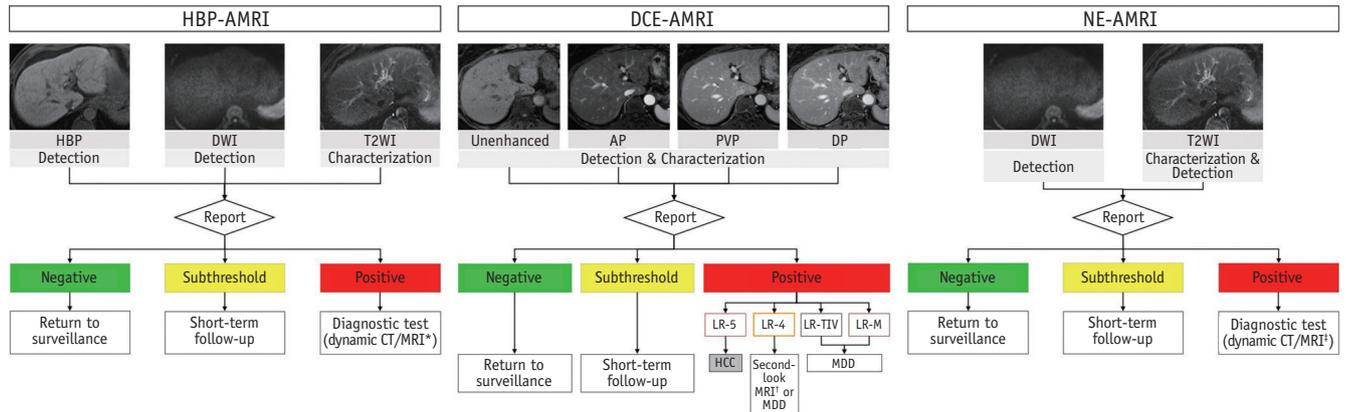 HBP-AMRI
HBP
Detection
DWI
Detection
T2WI
Characterization
Report
Negative
Subthreshold
Positive
Return to
surveillance
Short-term
follow-up
Diagnostic test
(dynamic CT/MRI*)
DCE-AMRI
Unenhanced
AP
PVP
DP
Detection & Characterization
Report
Negative
Subthreshold
Positive
LR-5
LR-4
LR-TIV
LR-M
Return to
surveillance
Short-term
follow-up
HCC
Second-
look
MRI† or
MDD
MDD
NE-AMRI
DWI
Detection
T2WI
Characterization &
Detection
Report
Negative
Subthreshold
Positive
Return to
surveillance
Short-term
follow-up
Diagnostic test
(dynamic CT/MRI‡)